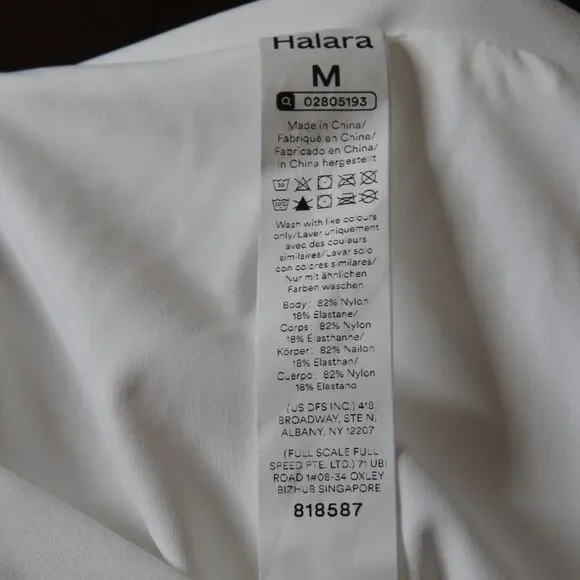 Halara
M
02805193
Made in China/
Fabriqué en Chine/
Fabricado en China/
In China hergestellt
30
30°C
Wash with like colours
only/Laver uniquement
avec des couleurs
similaires/Lavar solo
con colores similares/
Nur mit ähnlichen
Farben waschen
Body: 82% Nylon
18% Elastane/
Corps: 82% Nylon
18% Élasthanne/
Körper: 82% Nailon
18% Elasthan/
Cuerpo: 82% Nylon
18% Elastano
(US DFS INC.) 418
BROADWAY, STE N,
ALBANY, NY 12207
(FULL SCALE FULL
SPEED PTE. LTD.) 71 UBI
ROAD 1#08-34 OXLEY
BIZHUB SINGAPORE
818587